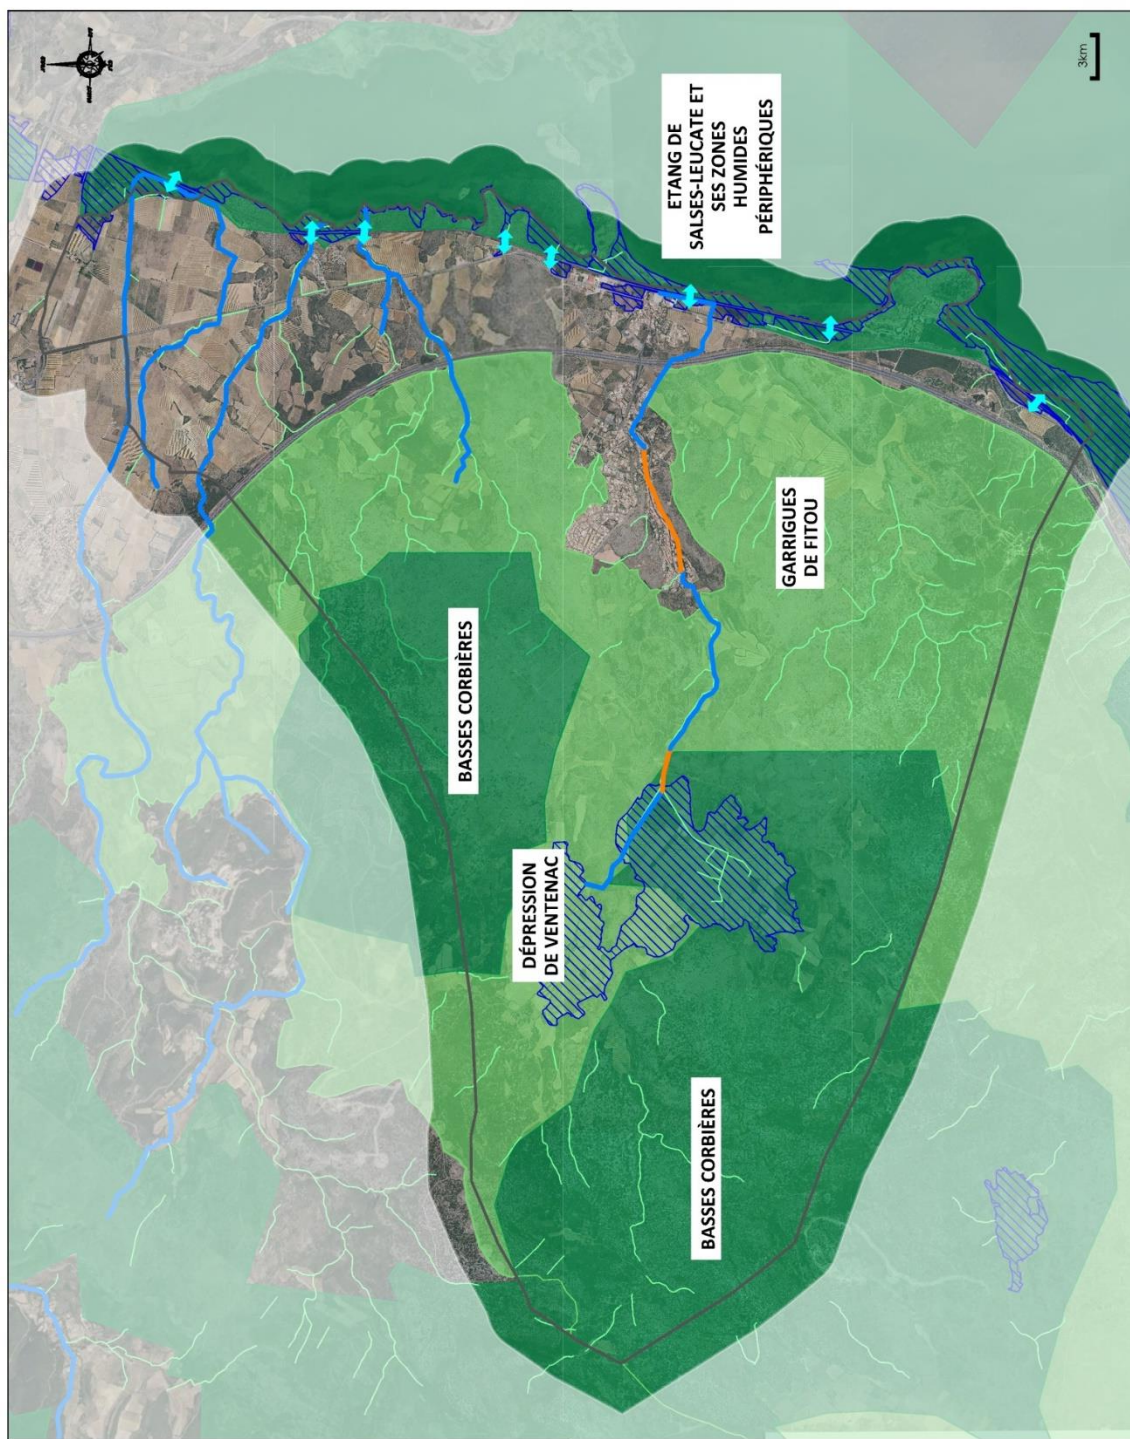 3km
ETANG DE
SALSES-LEUCATE ET
SES ZONES
HUMIDES
PÉRIPHÉRIQUES
GARRIGUES
DE FITOU
BASSES CORBIÈRES
DÉPRESSION
DE VENTENAC
BASSES CORBIÈRES